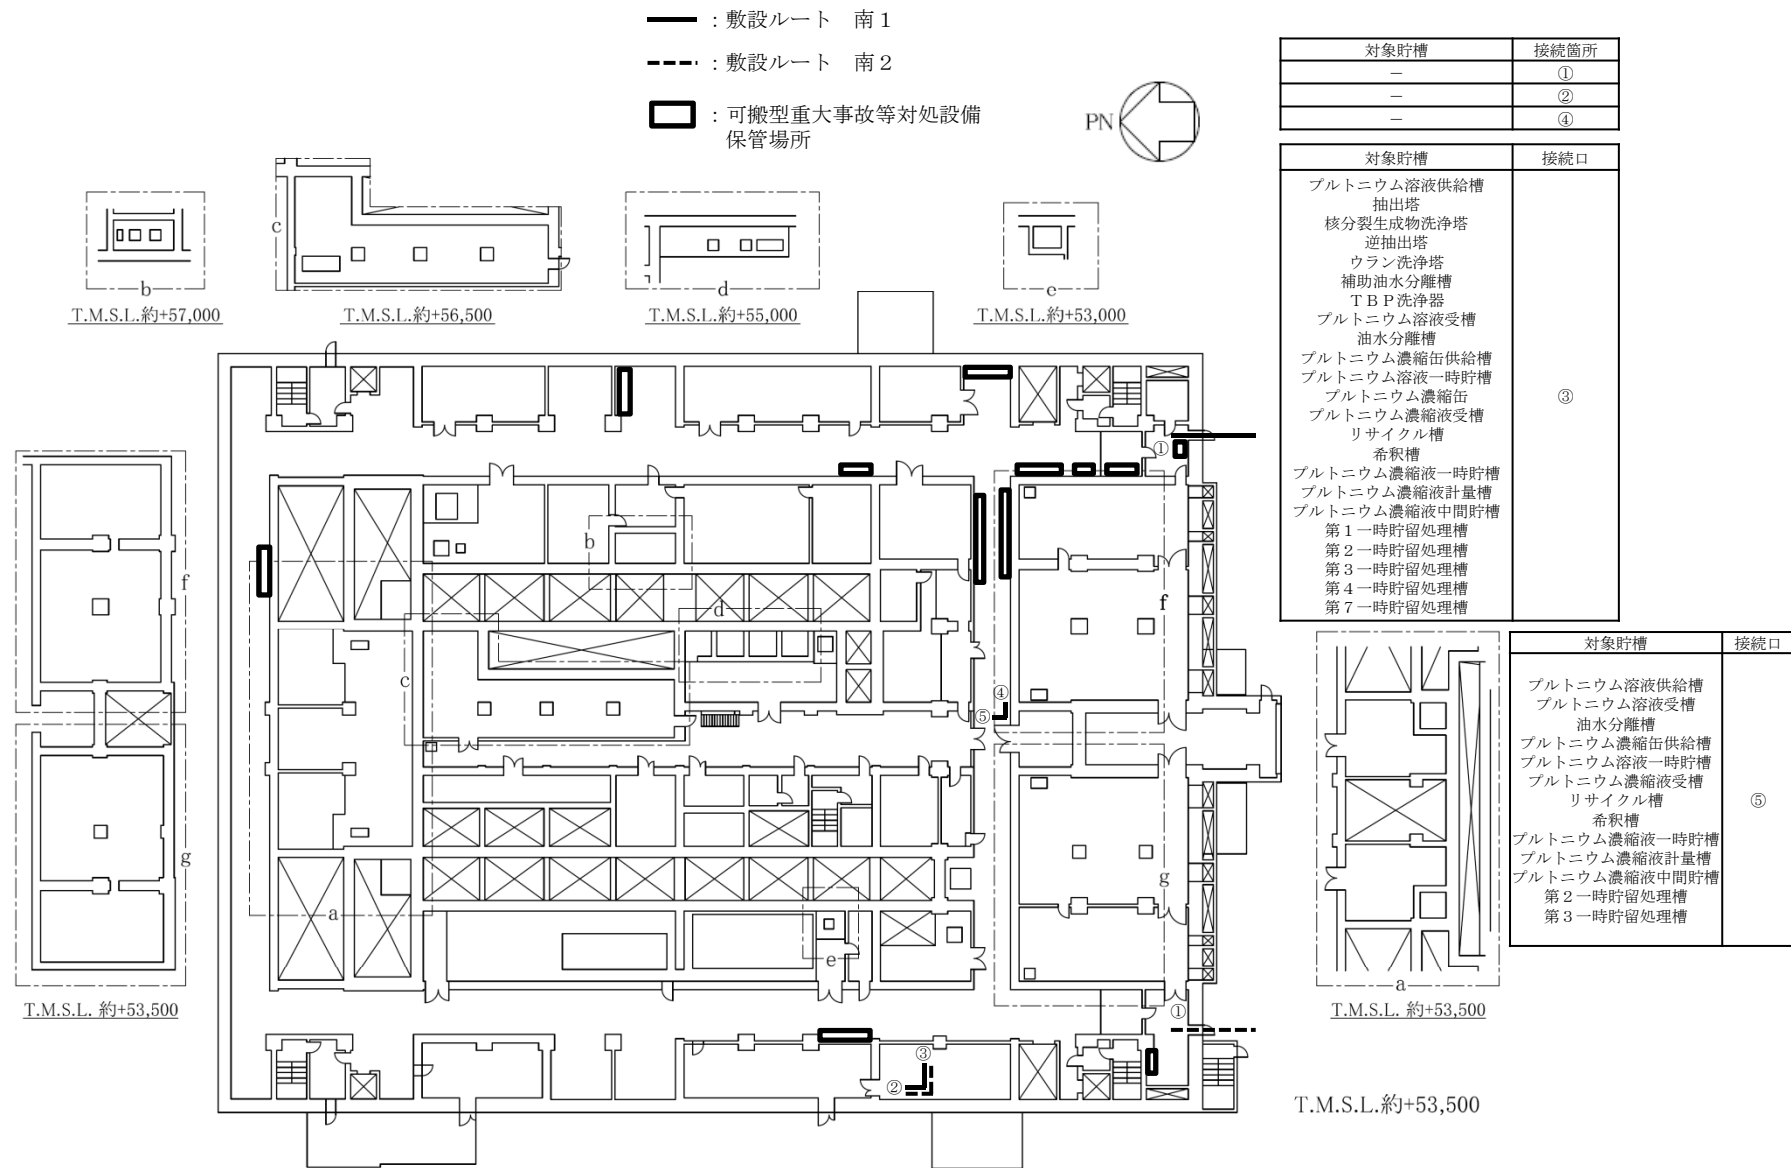 ：敷設ルート　南１
：敷設ルート　南２
：可搬型重大事故等対処設備
保管場所
PN
対象貯槽 接続箇所
－ ①
－ ②
－ ④
対象貯槽 接続口
プルトニウム溶液供給槽
抽出塔
核分裂生成物洗浄塔
逆抽出塔
ウラン洗浄塔
補助油水分離槽
ＴＢＰ洗浄器
プルトニウム溶液受槽
油水分離槽
プルトニウム濃縮缶供給槽
プルトニウム溶液一時貯槽
プルトニウム濃縮缶
③
プルトニウム濃縮液受槽
リサイクル槽
希釈槽
プルトニウム濃縮液一時貯槽
プルトニウム濃縮液計量槽
プルトニウム濃縮液中間貯槽
第１一時貯留処理槽
第２一時貯留処理槽
第３一時貯留処理槽
第４一時貯留処理槽
第７一時貯留処理槽
b
T.M.S.L.約+57,000
c
T.M.S.L.約+56,500
d
T.M.S.L.約+55,000
e
T.M.S.L.約+53,000
f
g
T.M.S.L. 約+53,500
①
b
d
c
f
④
⑤
a
g
e
①
③
②
T.M.S.L.約+53,500
a
T.M.S.L. 約+53,500
対象貯槽 接続口
プルトニウム溶液供給槽
プルトニウム溶液受槽
油水分離槽
プルトニウム濃縮缶供給槽
プルトニウム溶液一時貯槽
プルトニウム濃縮液受槽
リサイクル槽
⑤
希釈槽
プルトニウム濃縮液一時貯槽
プルトニウム濃縮液計量槽
プルトニウム濃縮液中間貯槽
第２一時貯留処理槽
第３一時貯留処理槽